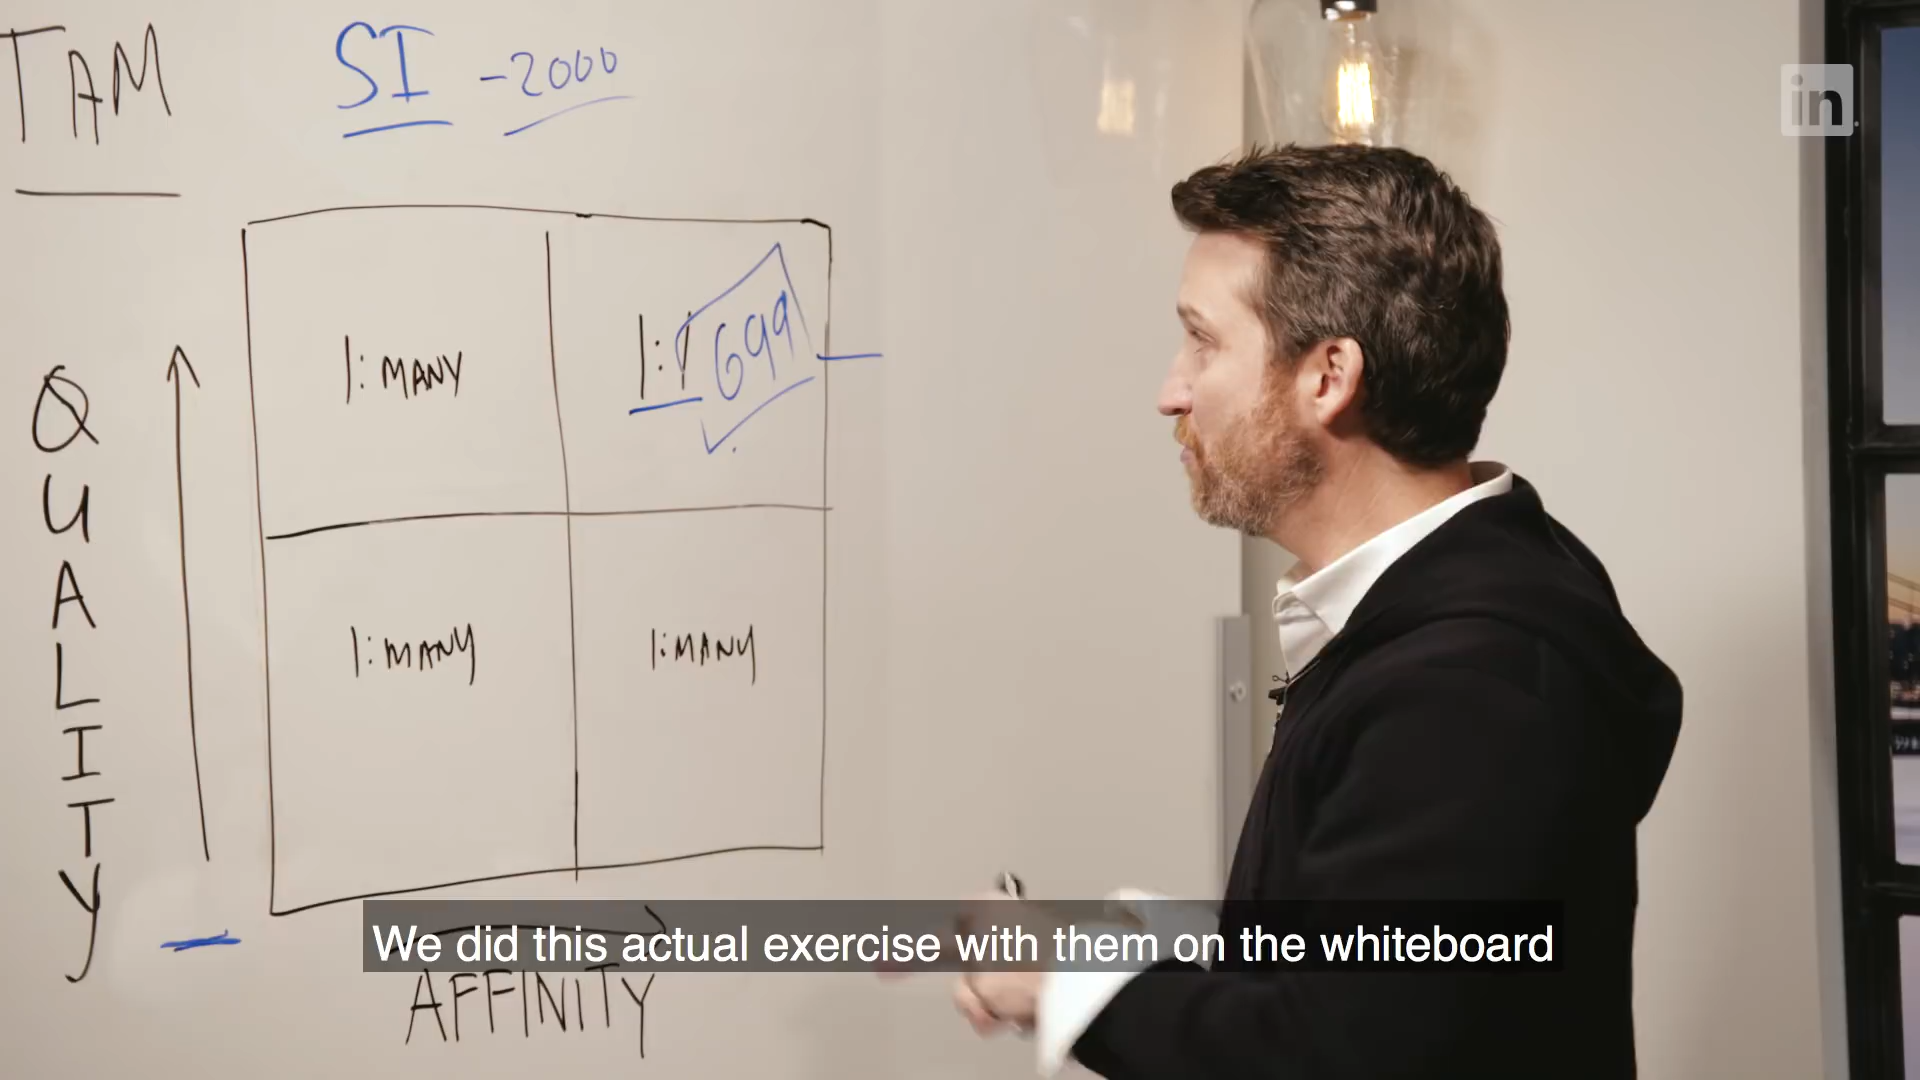 TAM
SI -2000
in
1: MANY
1:1 699
1: MANY
1: MANY
QUALITY
We did this actual exercise with them on the whiteboard
AFFINITY